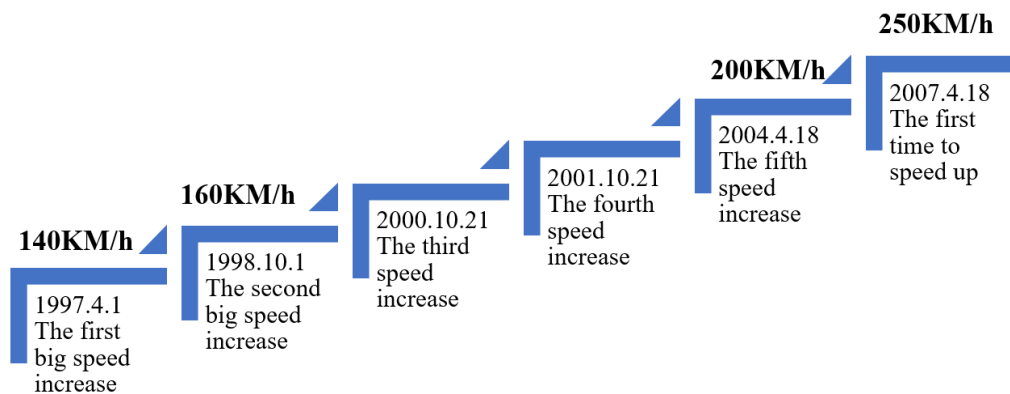 140KM/h
1997.4.1
The first
big speed
increase
160KM/h
1998.10.1
The second
big speed
increase
2000.10.21
The third
speed
increase
2001.10.21
The fourth
speed
increase
200KM/h
2004.4.18
The fifth
speed
increase
250KM/h
2007.4.18
The first
time to
speed up